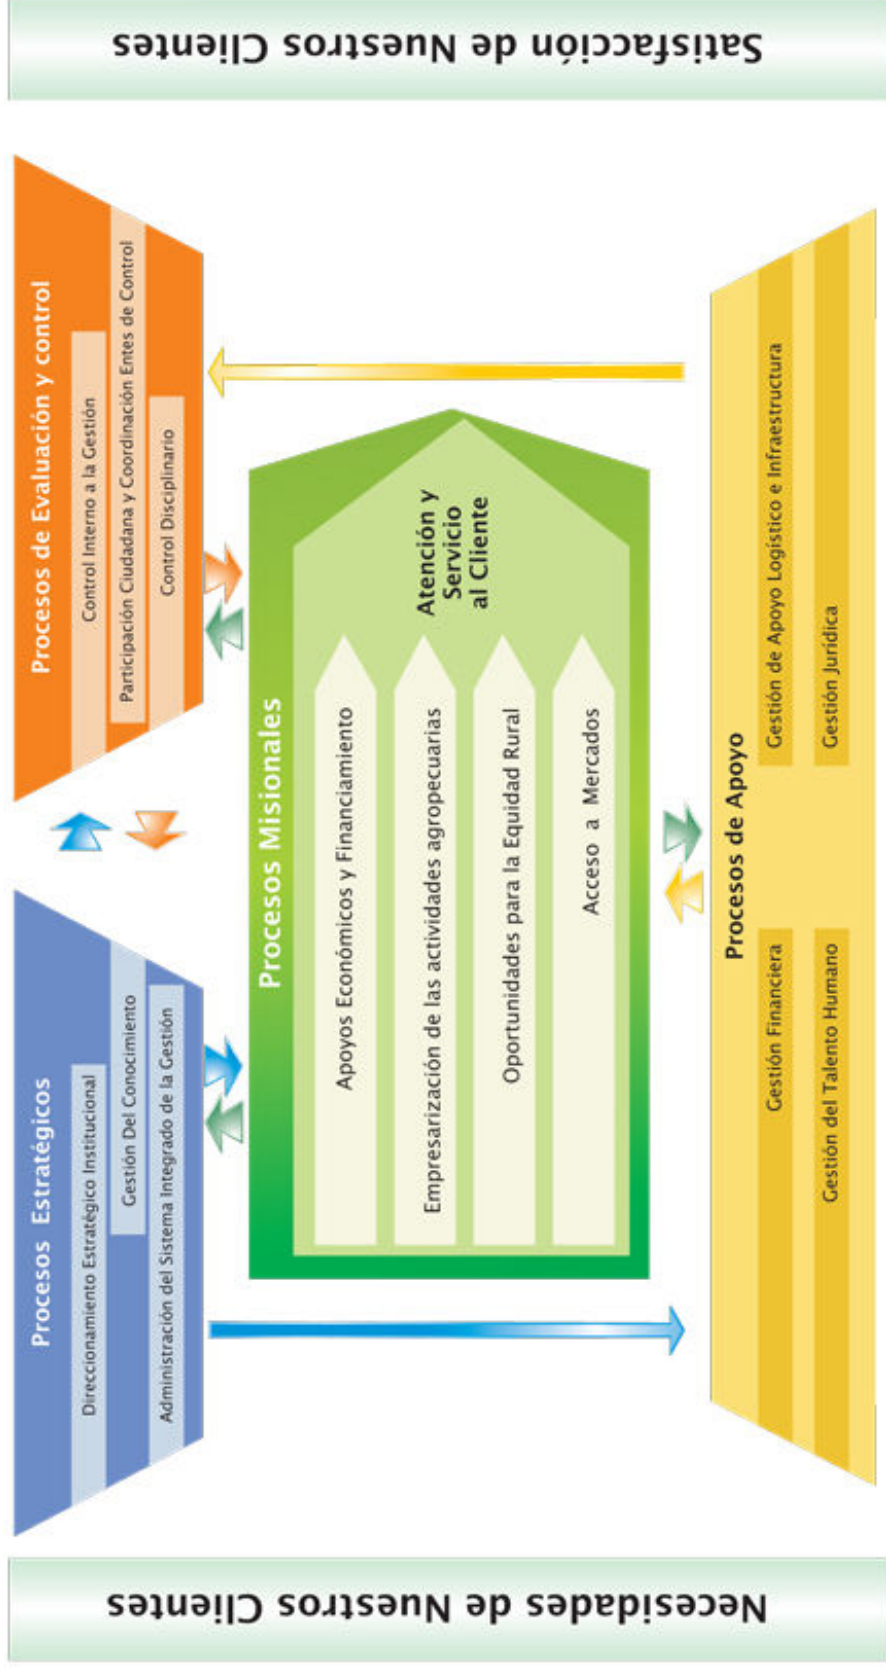 Necesidades de Nuestros Clientes
Procesos Estratégicos
Direccionamiento Estratégico Institucional
Gestión Del Conocimiento
Administración del Sistema Integrado de la Gestión
Procesos de Evaluación y control
Control Interno a la Gestión
Participación Ciudadana y Coordinación Entes de Control
Control Disciplinario
Procesos Misionales
Apoyos Económicos y Financiamiento
Empresarización de las actividades agropecuarias
Oportunidades para la Equidad Rural
Acceso a Mercados
Atención y
Servicio
al Cliente
Procesos de Apoyo
Gestión Financiera
Gestión del Talento Humano
Gestión de Apoyo Logístico e Infraestructura
Gestión Jurídica
Satisfacción de Nuestros Clientes